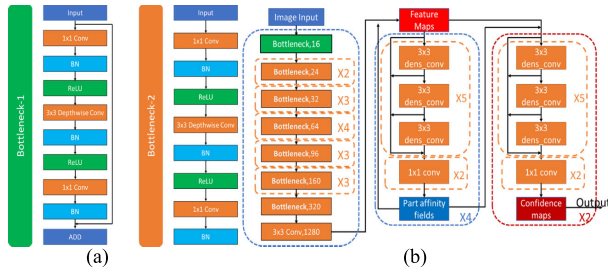 Bottleneck-1
Input
1x1 Conv
BN
ReLU
3x3 Depthwise Conv
BN
ReLU
1x1 Conv
BN
ADD
(a)
Bottleneck-2
Input
1x1 Conv
BN
ReLU
3x3 Depthwise Conv
BN
ReLU
1x1 Conv
BN
Image Input
Bottleneck,16
Bottleneck,24
X2
Bottleneck,32
X3
Bottleneck,64
X4
Bottleneck,96
X3
Bottleneck,160
X3
Bottleneck,320
3x3 Conv,1280
Feature
Maps
3x3
dens_conv
3x3
dens_conv
X5
3x3
dens_conv
1x1 conv
X2
Part affinity
fields
X4
3x3
dens_conv
3x3
dens_conv
X5
3x3
dens_conv
1x1 conv
X2
Confidence
maps
X2
Output
(b)